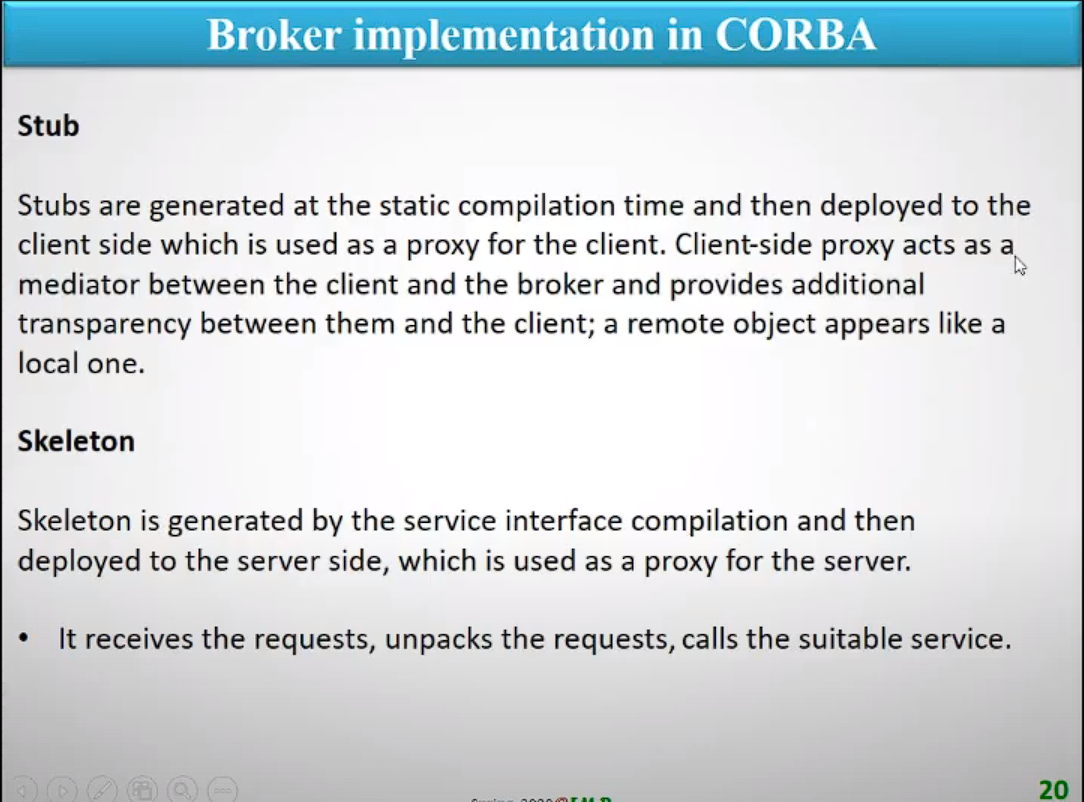 Broker implementation in CORBA
Stub
Stubs are generated at the static compilation time and then deployed to the
client side which is used as a proxy for the client. Client-side proxy acts as a
mediator between the client and the broker and provides additional
transparency between them and the client; a remote object appears like a
local one.
Skeleton
Skeleton is generated by the service interface compilation and then
deployed to the server side, which is used as a proxy for the server.
• It receives the requests, unpacks the requests, calls the suitable service.
20